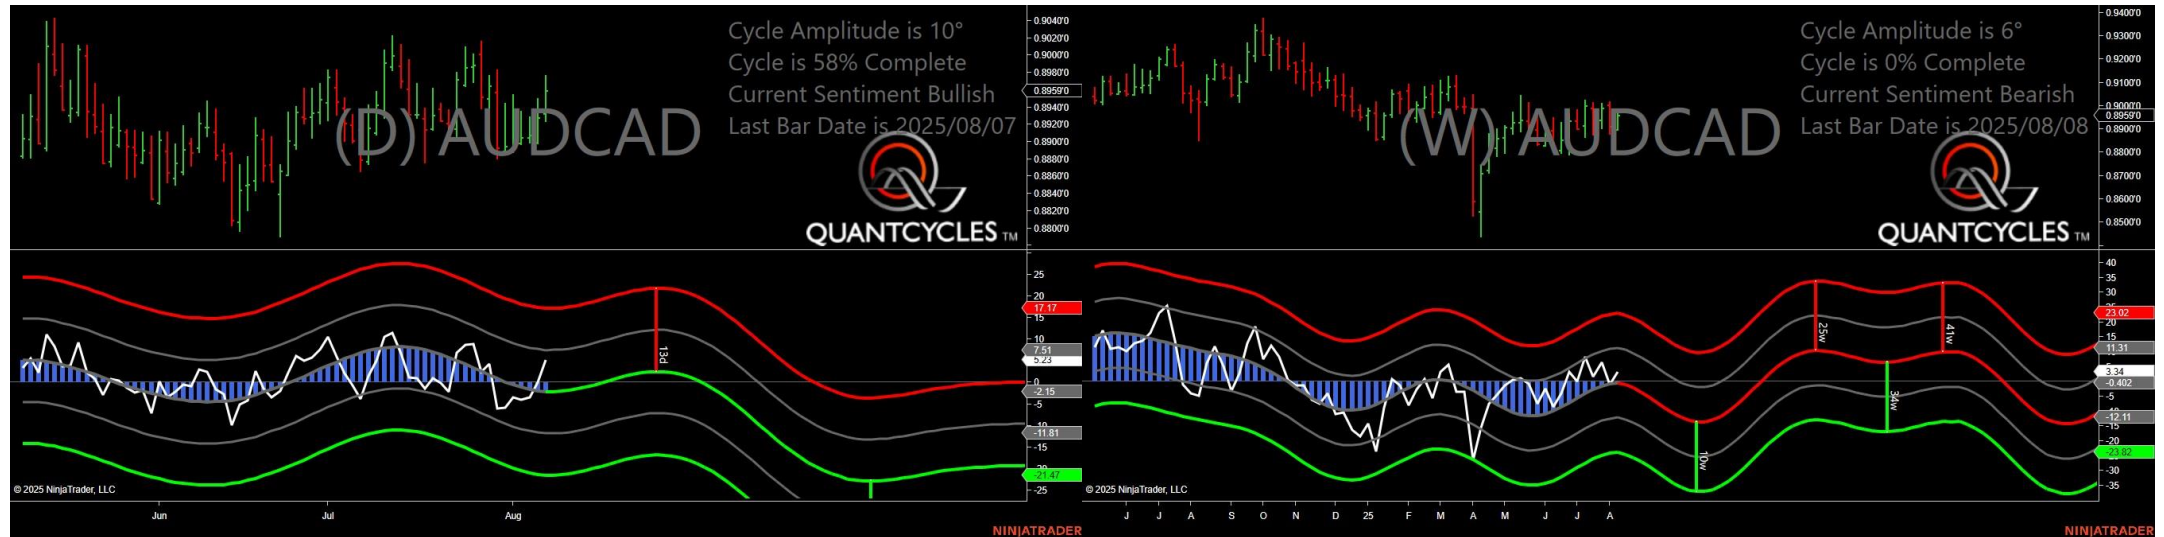 Cycle Amplitude is 10°
Cycle is 58% Complete
Current Sentiment Bullish
Last Bar Date is 2025/08/07
(D) AUDCAD
QUANTCYCLES TM
0.9040'0
0.9020'0
0.9000'0
0.8980'0
0.8959'0
0.8940'0
0.8920'0
0.8900'0
0.8880'0
0.8860'0
0.8840'0
0.8820'0
0.8800'0
25
20
17.17
15
10
7.51
5.23
0
-2.15
-5
-10
-11.81
-15
-21.47
-25
13d
© 2025 NinjaTrader, LLC
Jun
Jul
Aug
NINJATRADER
Cycle Amplitude is 6°
Cycle is 0% Complete
Current Sentiment Bearish
Last Bar Date is 2025/08/08
(W) AUDCAD
QUANTCYCLES TM
0.9400'0
0.9300'0
0.9200'0
0.9100'0
0.9000'0
0.8959'0
0.8900'0
0.8800'0
0.8700'0
0.8600'0
0.8500'0
40
35
30
23.02
20
15
11.31
3.34
-0.402
-5
-12.11
-15
-20
-23.82
-30
-35
25w
41w
34w
10w
© 2025 NinjaTrader, LLC
J
J
A
S
O
N
D
25
F
M
A
M
J
J
A
NINJATRADER